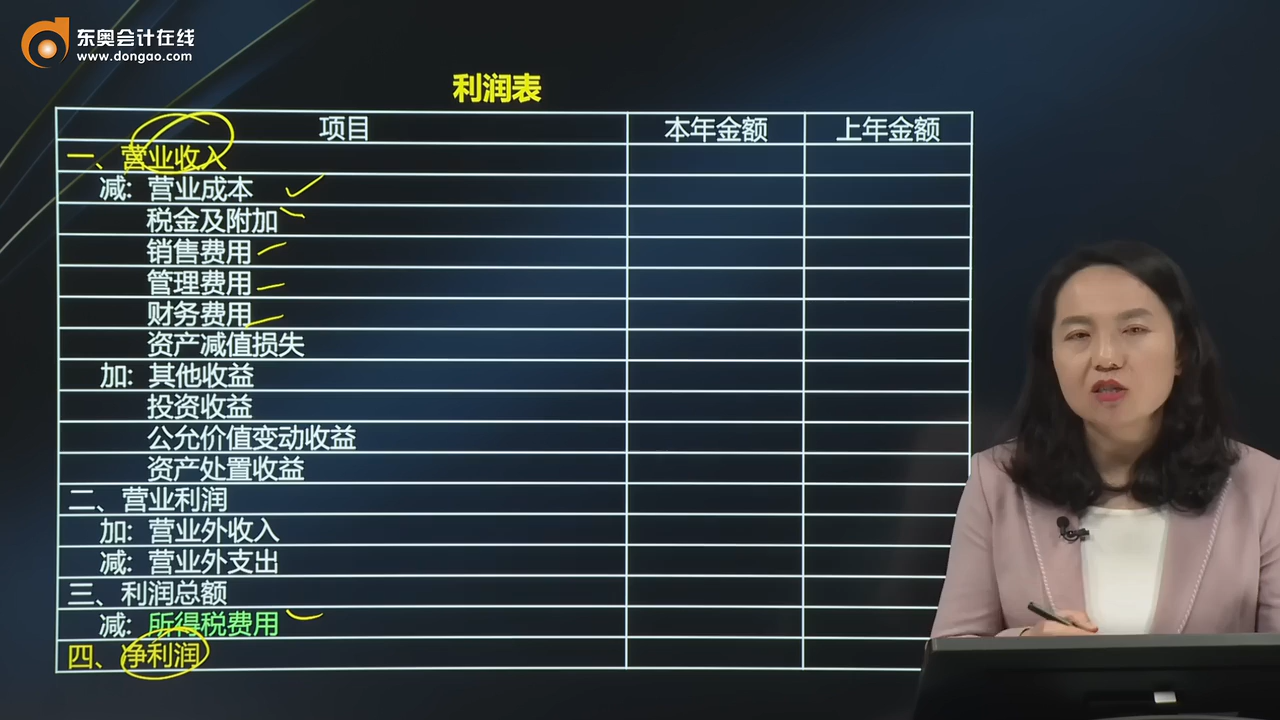 东奥会计在线
www.dongao.com
利润表
项目 本年金额 上年金额
一、营业收入
减: 营业成本
税金及附加
销售费用
管理费用
财务费用
资产减值损失
加: 其他收益
投资收益
公允价值变动收益
资产处置收益
二、营业利润
加: 营业外收入
减: 营业外支出
三、利润总额
减: 所得税费用
四、净利润